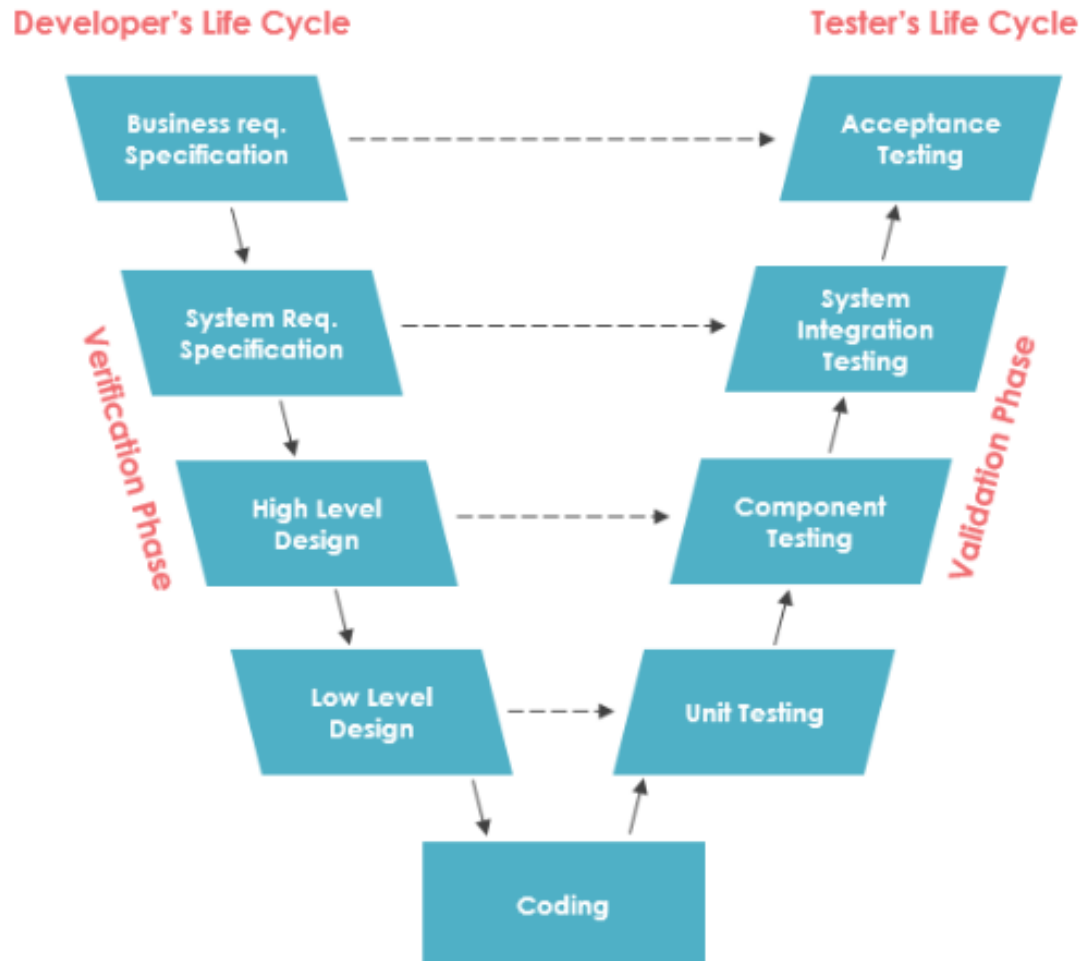 Developer's Life Cycle
Tester's Life Cycle
Business req.
Specification
Acceptance
Testing
System Req.
Specification
System
Integration
Testing
Verification Phase
Validation Phase
High Level
Design
Component
Testing
Low Level
Design
Unit Testing
Coding